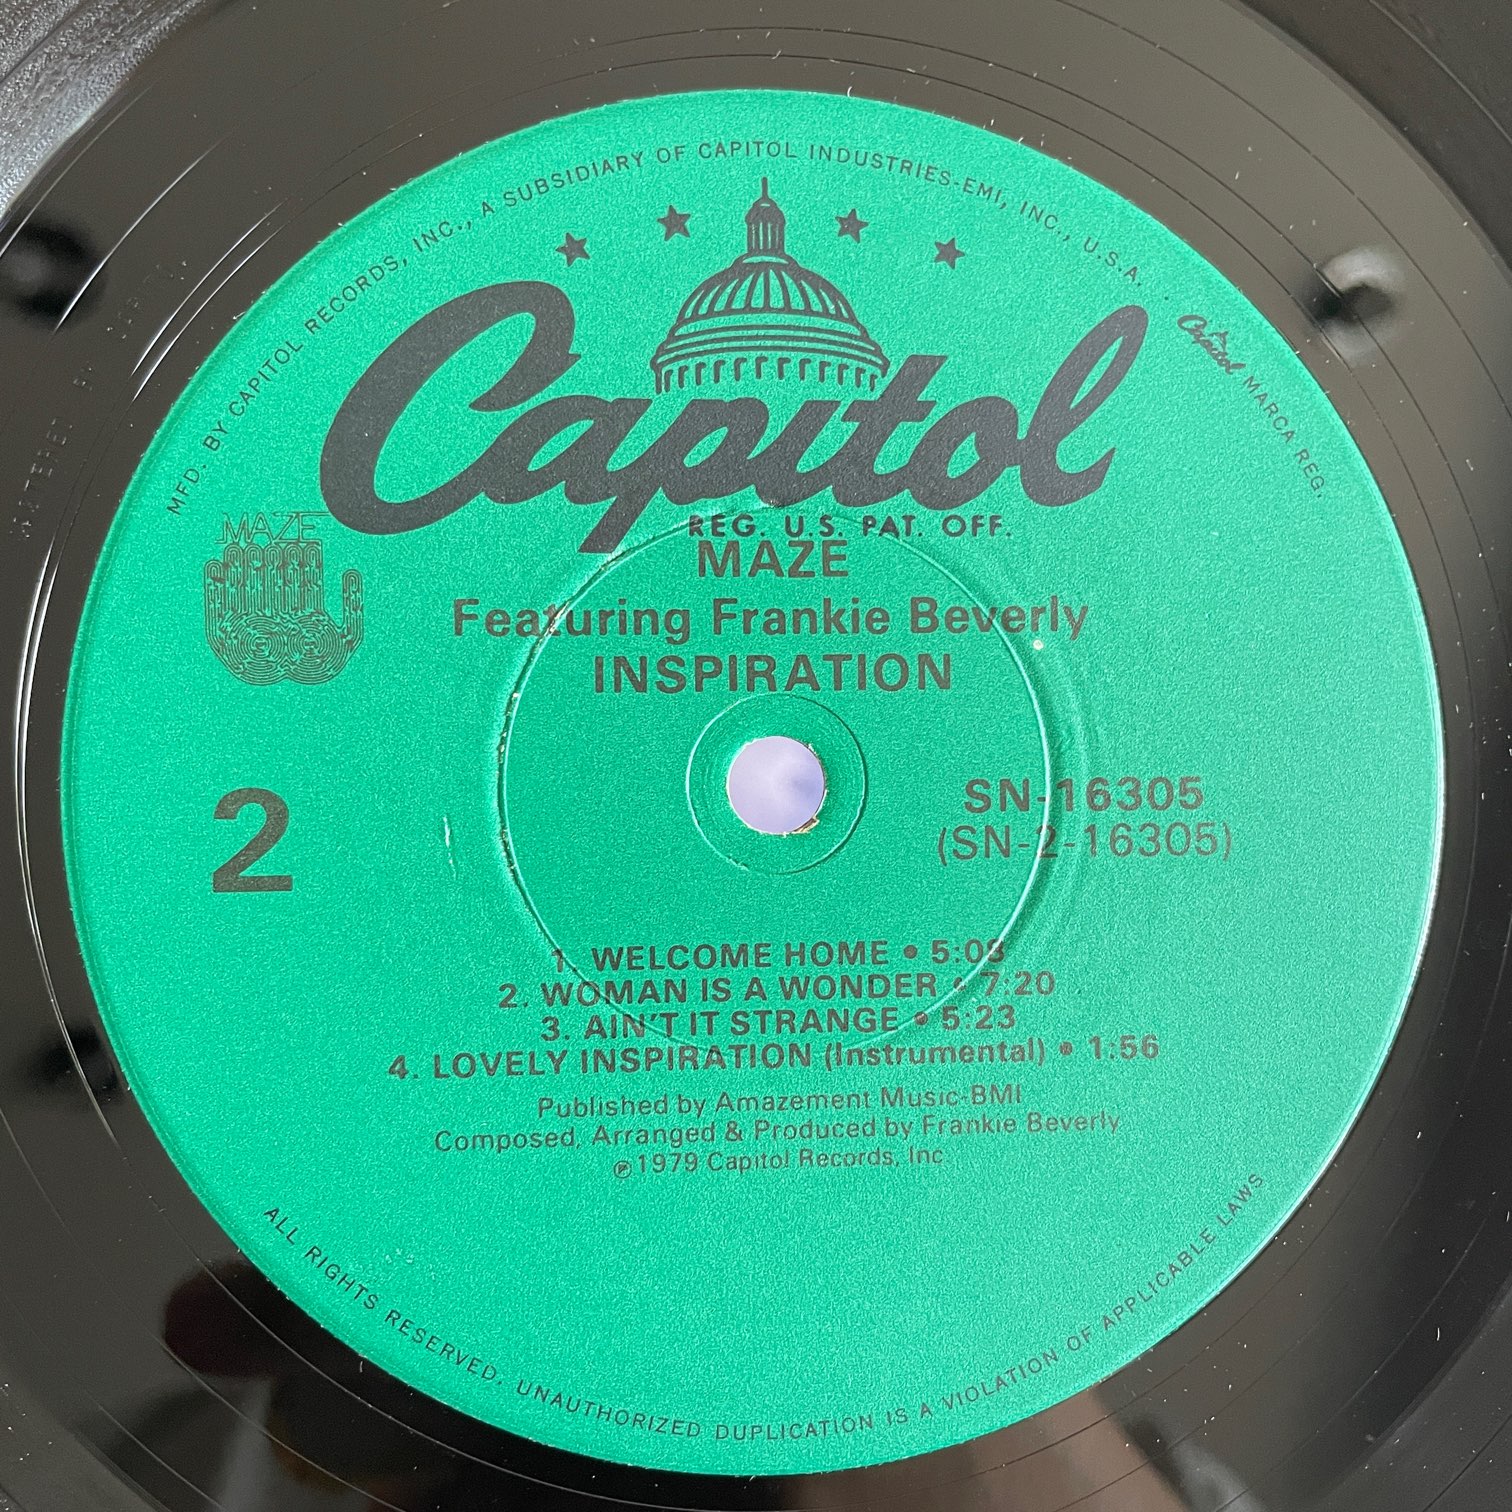 MFD. BY CAPITOL RECORDS, INC., A SUBSIDIARY OF CAPITOL INDUSTRIES-EMI, INC., U.S.A. . Capitol MARCA REG.
Capitol
REG. U.S. PAT. OFF.
MAZE
MAZE
Featuring Frankie Beverly
INSPIRATION
2
SN-16305
(SN-2-16305)
1. WELCOME HOME • 5:08
2. WOMAN IS A WONDER • 7:20
3. AIN'T IT STRANGE • 5:23
4. LOVELY INSPIRATION (Instrumental) • 1:56
Published by Amazement Music-BMI
Composed, Arranged & Produced by Frankie Beverly
℗1979 Capitol Records, Inc
ALL RIGHTS RESERVED. UNAUTHORIZED DUPLICATION IS A VIOLATION OF APPLICABLE LAWS